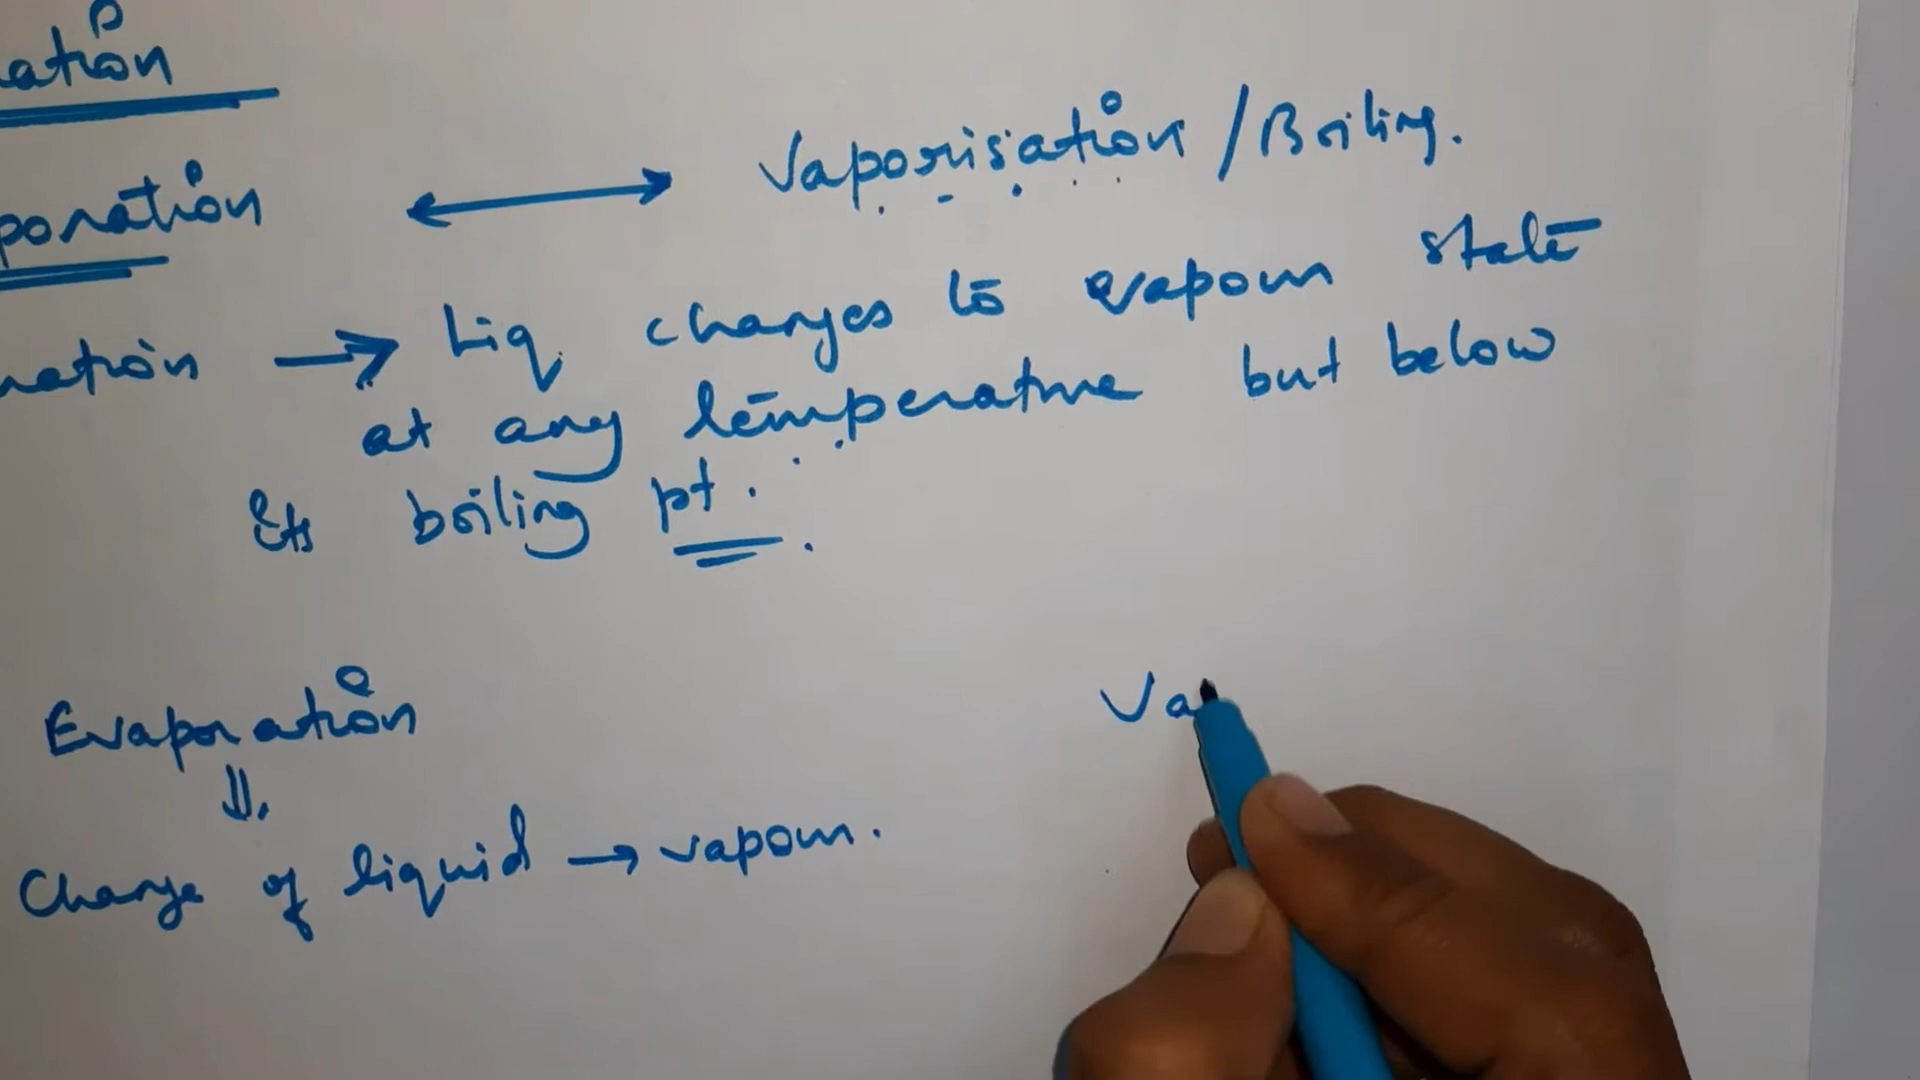 ation
poration ↔ Vaporisation / Boiling.
ration → Liq. changes to vapour state
at any temperature but below
its boiling pt.
Evaporation Va
⇓
Change of liquid → vapour.